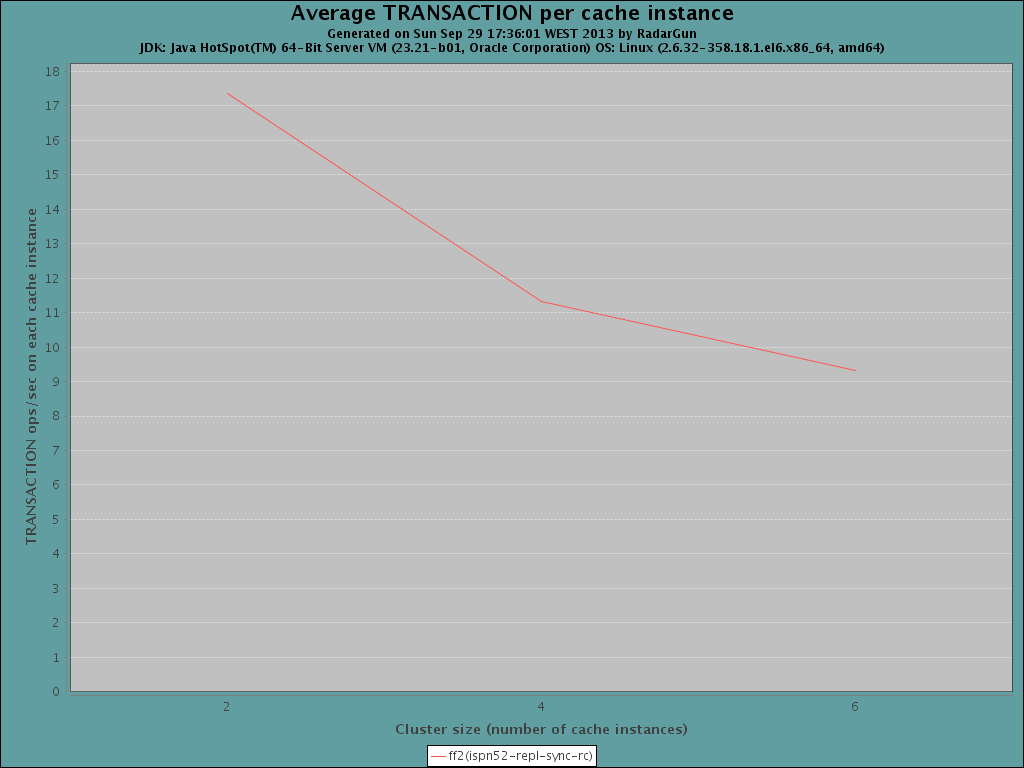 Average TRANSACTION per cache instance
Generated on Sun Sep 29 17:36:01 WEST 2013 by RadarGun
JDK: Java HotSpot(TM) 64-Bit Server VM (23.21-b01, Oracle Corporation) OS: Linux (2.6.32-358.18.1.el6.x86_64, amd64)
TRANSACTION ops/sec on each cache instance
18
17
16
15
14
13
12
11
10
9
8
7
6
5
4
3
2
1
0
2 4 6
Cluster size (number of cache instances)
ff2(ispn52-repl-sync-rc)